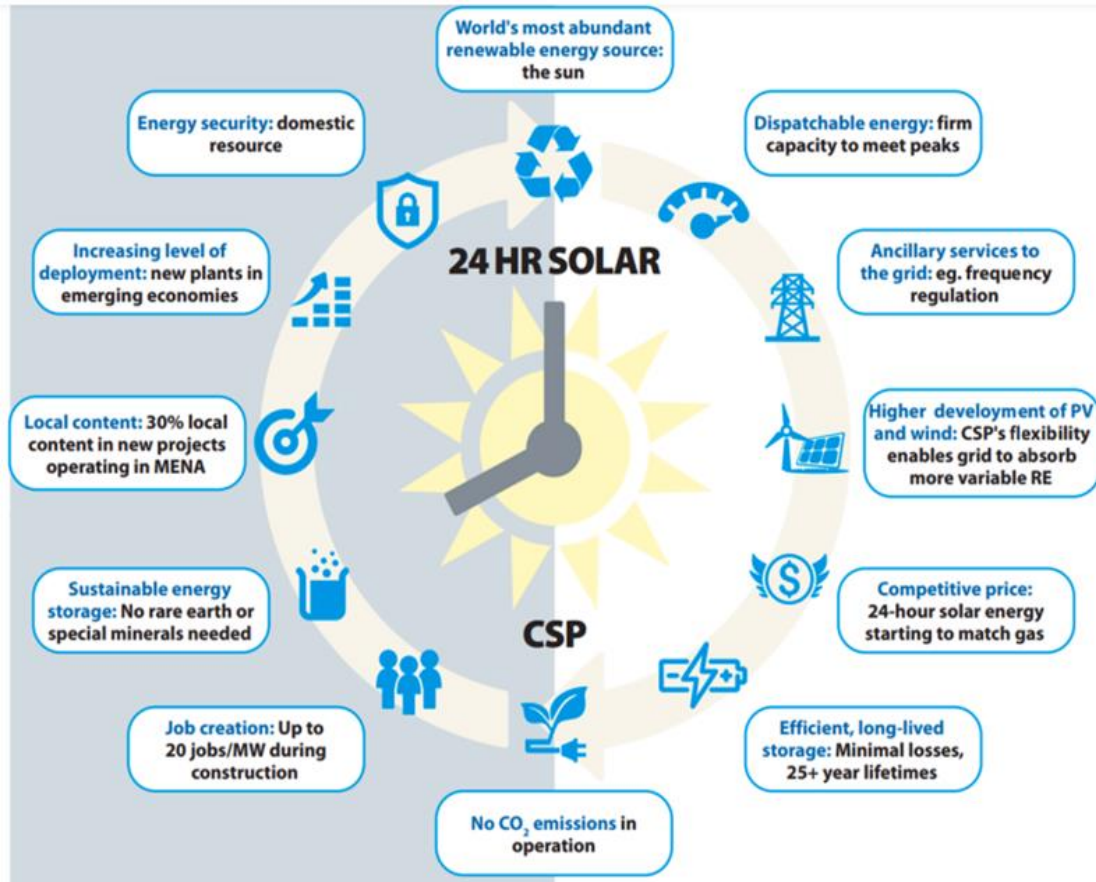 World's most abundant
renewable energy source:
the sun
Dispatchable energy: firm
capacity to meet peaks
Ancillary services to
the grid: eg. frequency
regulation
Higher develoyment of PV
and wind: CSP's flexibility
enables grid to absorb
more variable RE
Competitive price:
24-hour solar energy
starting to match gas
Efficient, long-lived
storage: Minimal losses,
25+ year lifetimes
No CO₂ emissions in
operation
Job creation: Up to
20 jobs/MW during
construction
Sustainable energy
storage: No rare earth or
special minerals needed
Local content: 30% local
content in new projects
operating in MENA
Increasing level of
deployment: new plants in
emerging economies
Energy security: domestic
resource
24 HR SOLAR
CSP